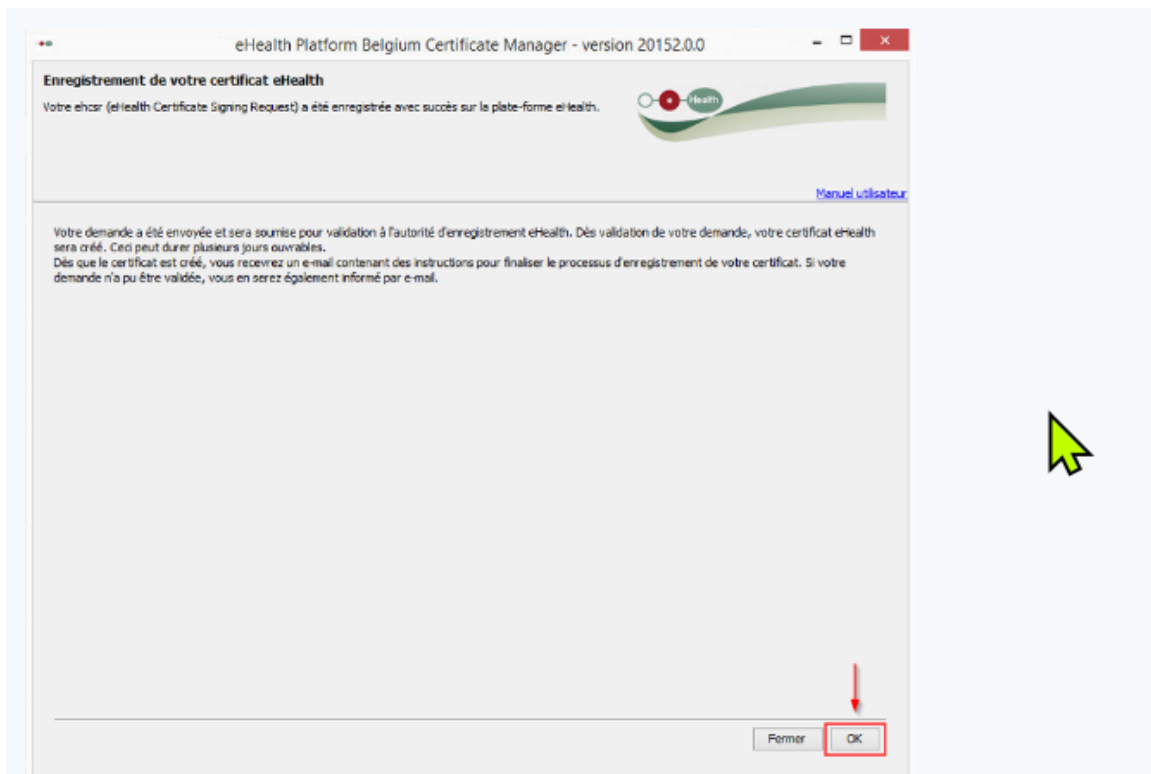 eHealth Platform Belgium Certificate Manager - version 20152.0.0
Enregistrement de votre certificat eHealth
Votre ehcsr (eHealth Certificate Signing Request) a été enregistrée avec succès sur la plate-forme eHealth.
Health
Manuel utilisateur
Votre demande a été envoyée et sera soumise pour validation à l'autorité d'enregistrement eHealth. Dès validation de votre demande, votre certificat eHealth
sera créé. Ceci peut durer plusieurs jours ouvrables.
Dès que le certificat est créé, vous recevrez un e-mail contenant des instructions pour finaliser le processus d'enregistrement de votre certificat. Si votre
demande n'a pu être validée, vous en serez également informé par e-mail.
Fermer
OK